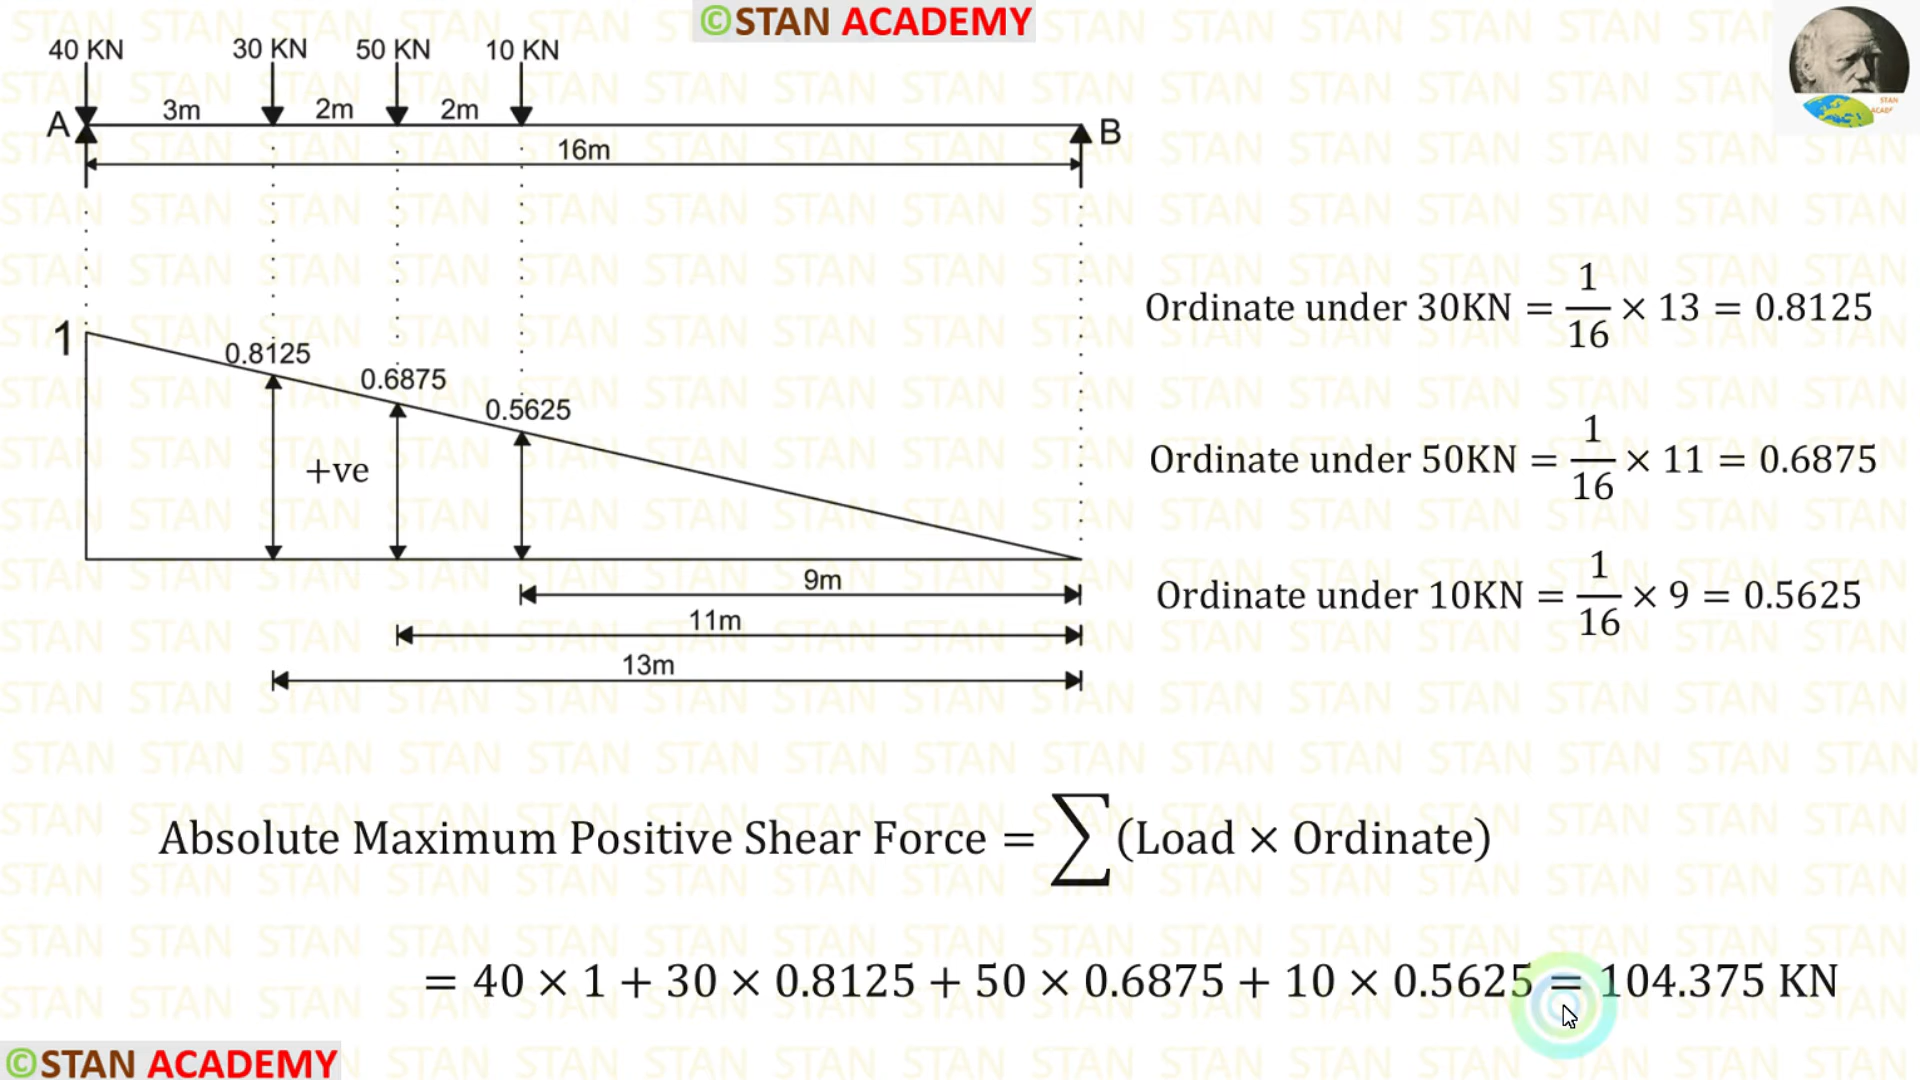 ©STAN ACADEMY
40 KN 30 KN 50 KN 10 KN
3m 2m 2m
A B
16m
STAN
ACADE
1
0.8125
0.6875
0.5625
+ve
9m
11m
13m
Ordinate under 30KN = 1/16 × 13 = 0.8125
Ordinate under 50KN = 1/16 × 11 = 0.6875
Ordinate under 10KN = 1/16 × 9 = 0.5625
Absolute Maximum Positive Shear Force = ∑(Load × Ordinate)
= 40 × 1 + 30 × 0.8125 + 50 × 0.6875 + 10 × 0.5625 = 104.375 KN
©STAN ACADEMY